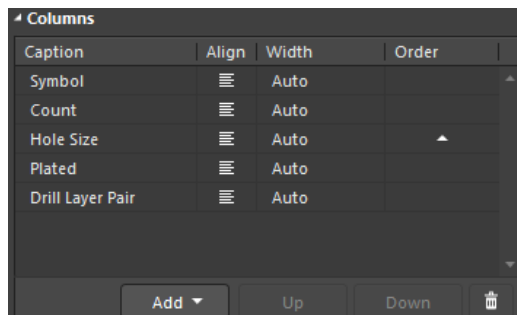 Columns
Caption Align Width Order
Symbol Auto
Count Auto
Hole Size Auto
Plated Auto
Drill Layer Pair Auto
Add Up Down